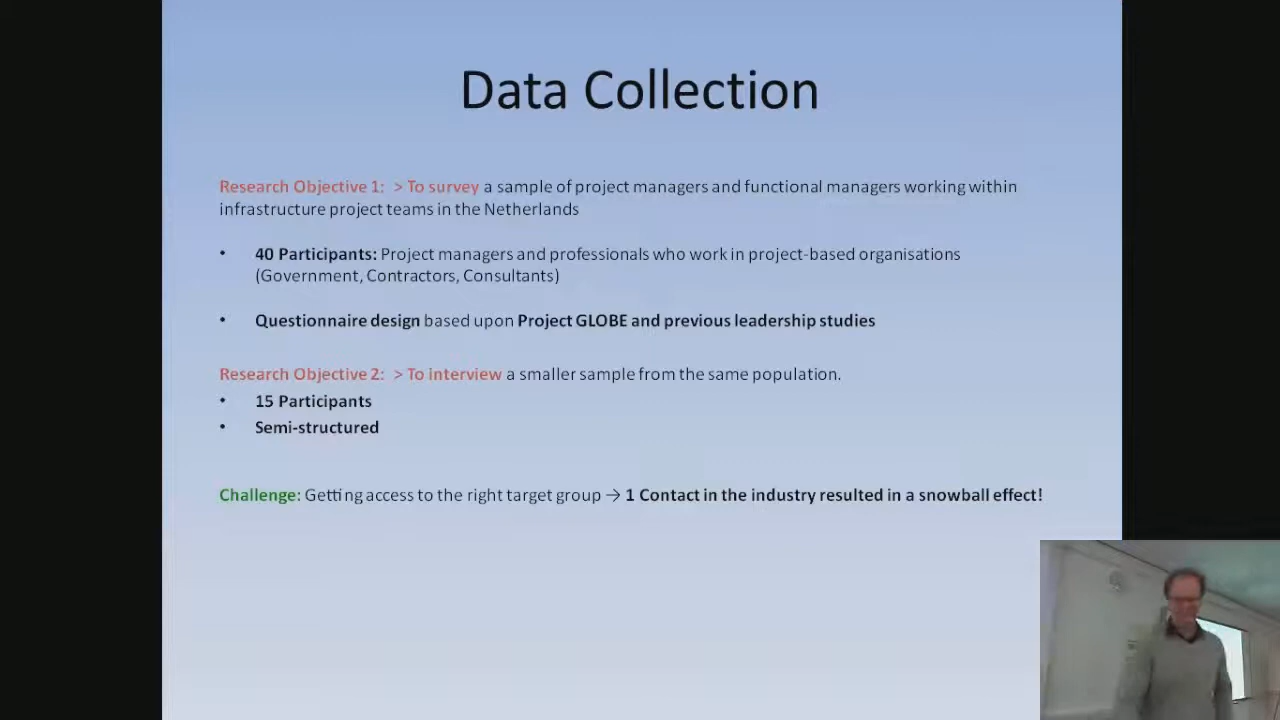 Data Collection
Research Objective 1:  > To survey a sample of project managers and functional managers working within
infrastructure project teams in the Netherlands
• 40 Participants: Project managers and professionals who work in project-based organisations
(Government, Contractors, Consultants)
• Questionnaire design based upon Project GLOBE and previous leadership studies
Research Objective 2:  > To interview a smaller sample from the same population.
• 15 Participants
• Semi-structured
Challenge: Getting access to the right target group → 1 Contact in the industry resulted in a snowball effect!